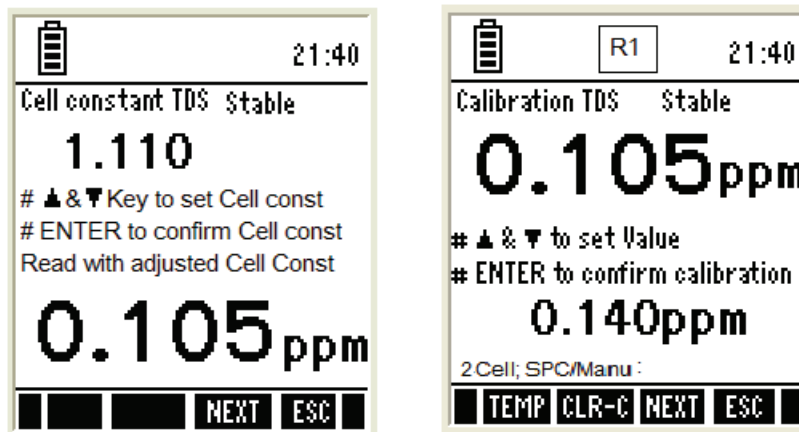 21:40
Cell constant TDS Stable
1.110
# ▲&▼Key to set Cell const
# ENTER to confirm Cell const
Read with adjusted Cell Const
0.105ppm
NEXT ESC
R1 21:40
Calibration TDS Stable
0.105ppm
# ▲ & ▼ to set Value
# ENTER to confirm calibration
0.140ppm
2 Cell; SPC/Manu :
TEMP CLR-C NEXT ESC